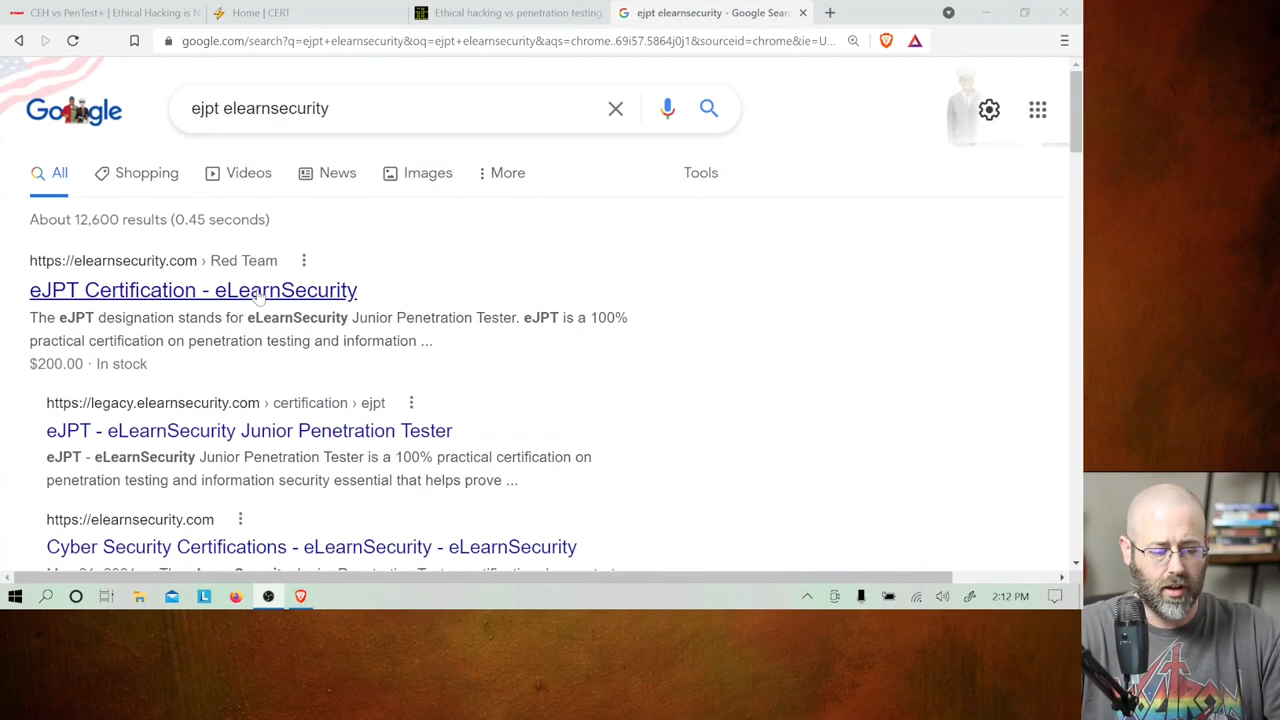 CEH vs PenTest+ | Ethical Hacking is N
Home | CERT
Ethical hacking vs penetration testing:
ejpt elearnsecurity - Google Sear
google.com/search?q=ejpt+elearnsecurity&oq=ejpt+elearnsecurity&aqs=chrome..69i57.5864j0j1&sourceid=chrome&ie=U...
Google
ejpt elearnsecurity
All
Shopping
Videos
News
Images
More
Tools
About 12,600 results (0.45 seconds)
https://elearnsecurity.com › Red Team
eJPT Certification - eLearnSecurity
The eJPT designation stands for eLearnSecurity Junior Penetration Tester. eJPT is a 100%
practical certification on penetration testing and information ...
$200.00 · In stock
https://legacy.elearnsecurity.com › certification › ejpt
eJPT - eLearnSecurity Junior Penetration Tester
eJPT - eLearnSecurity Junior Penetration Tester is a 100% practical certification on
penetration testing and information security essential that helps prove ...
https://elearnsecurity.com
Cyber Security Certifications - eLearnSecurity - eLearnSecurity
L
2:12 PM